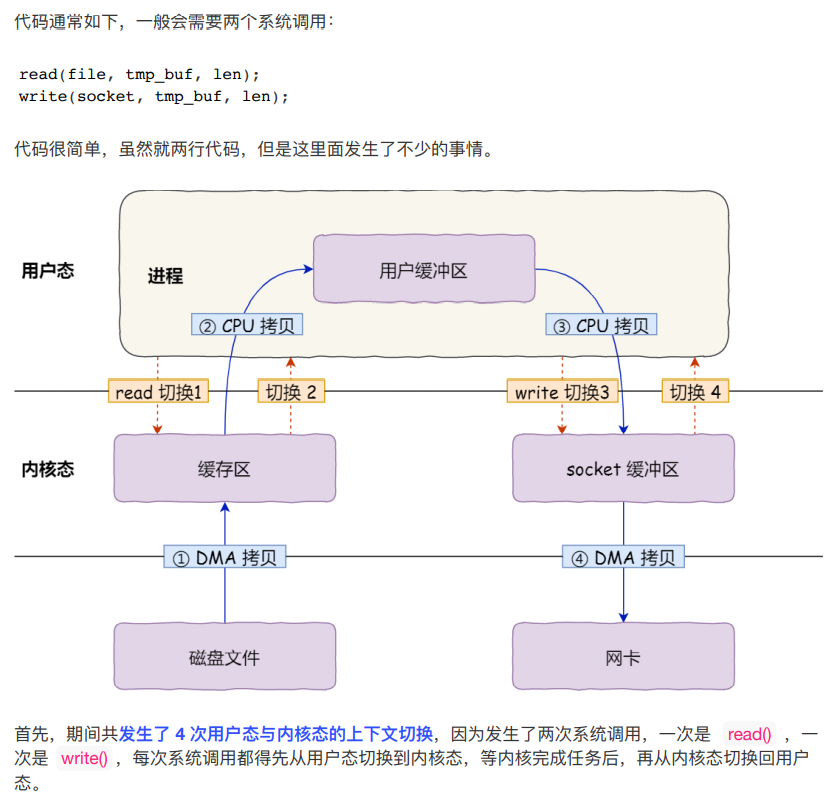 代码通常如下，一般会需要两个系统调用：
read(file, tmp_buf, len);
write(socket, tmp_buf, len);
代码很简单，虽然就两行代码，但是这里面发生了不少的事情。
用户态
进程
用户缓冲区
② CPU 拷贝
③ CPU 拷贝
read 切换1
切换 2
write 切换3
切换 4
内核态
缓存区
socket 缓冲区
① DMA 拷贝
④ DMA 拷贝
磁盘文件
网卡
首先，期间共发生了 4 次用户态与内核态的上下文切换，因为发生了两次系统调用，一次是 read() ，一
次是 write() ，每次系统调用都得先从用户态切换到内核态，等内核完成任务后，再从内核态切换回用户
态。